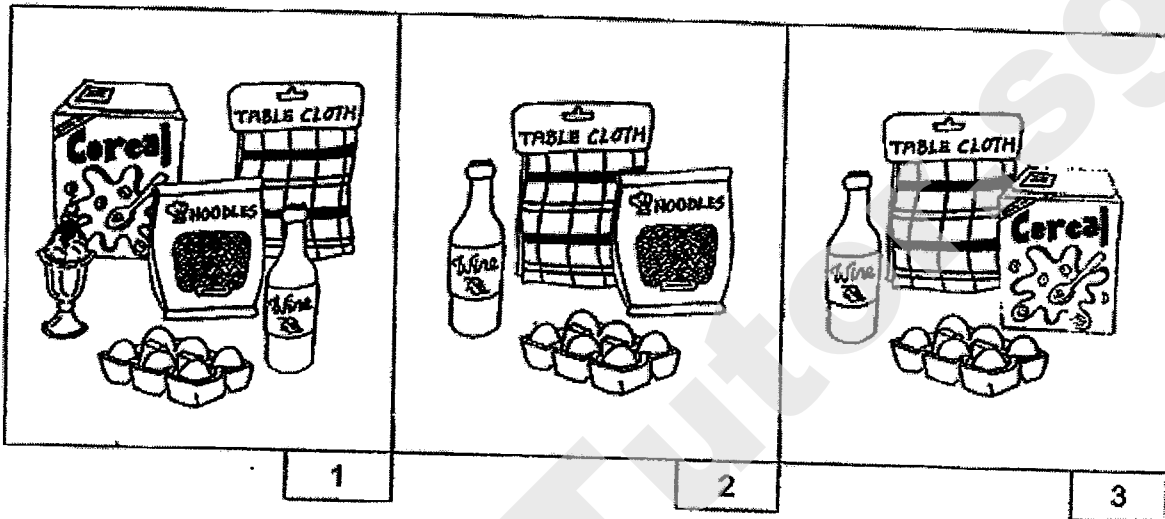 Cereal
TABLE CLOTH
NOODLES
Wine
1
TABLE CLOTH
Wine
NOODLES
2
TABLE CLOTH
Wine
Cereal
3